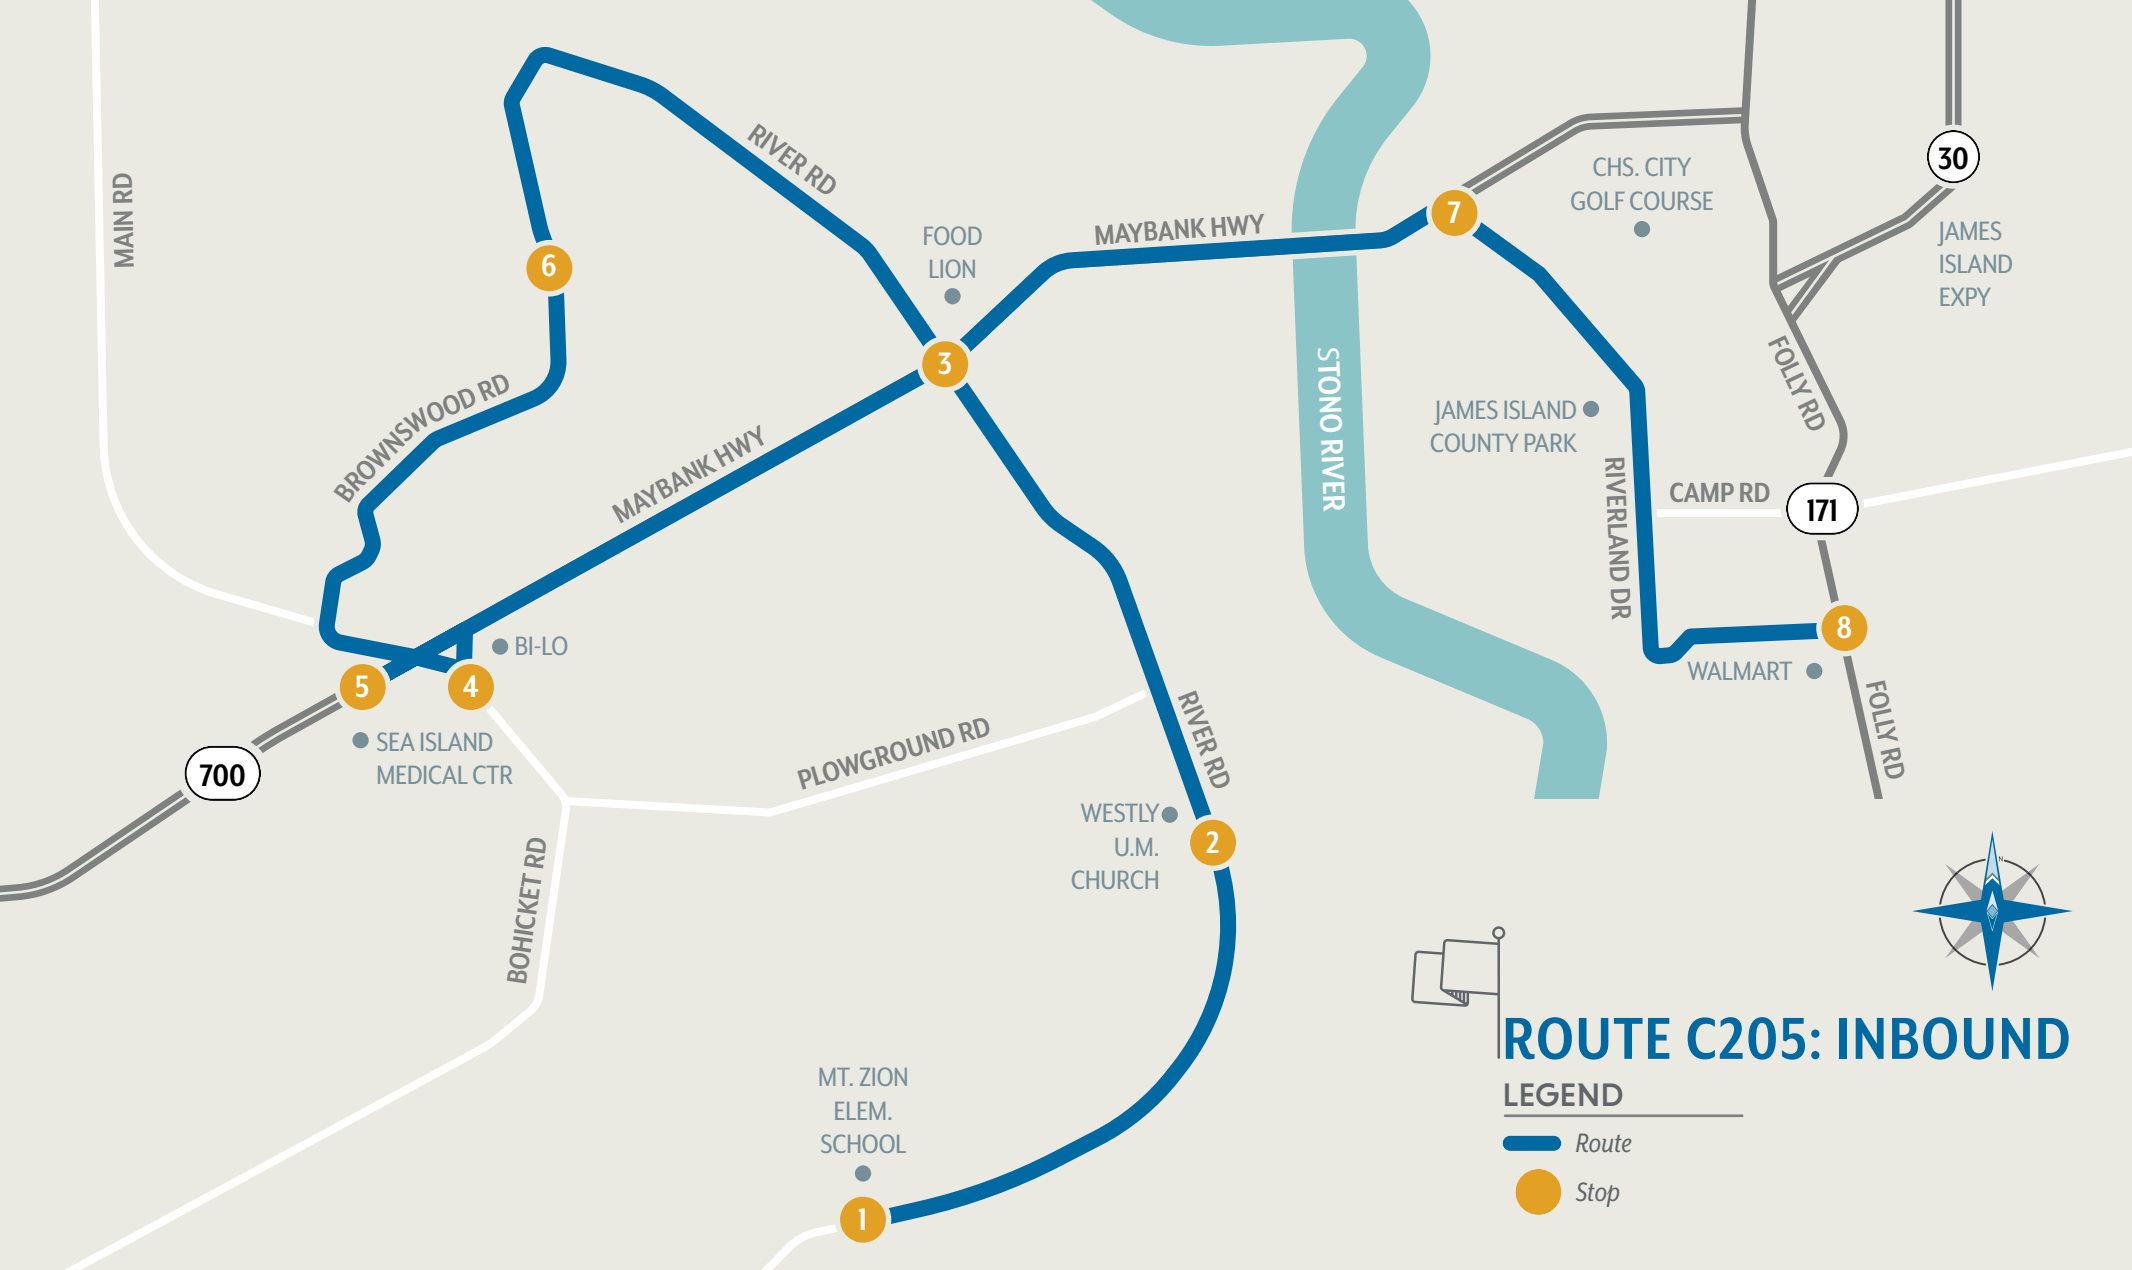 MAIN RD
RIVER RD
CHS. CITY
GOLF COURSE
30
7
JAMES
ISLAND
EXPY
FOOD
LION
MAYBANK HWY
6
3
STONO RIVER
FOLLY RD
BROWNSWOOD RD
MAYBANK HWY
JAMES ISLAND
COUNTY PARK
RIVERLAND DR
CAMP RD
171
8
BI-LO
5
4
WALMART
SEA ISLAND
MEDICAL CTR
700
PLOWGROUND RD
RIVER RD
FOLLY RD
WESTLY
U.M.
CHURCH
2
BOHICKET RD
N
MT. ZION
ELEM.
SCHOOL
1
ROUTE C205: INBOUND
LEGEND
Route
Stop